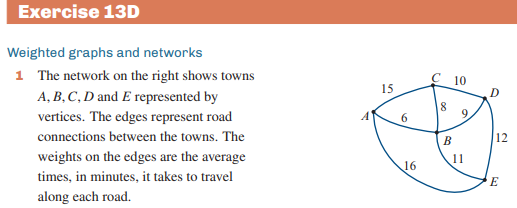 Exercise 13D
Weighted graphs and networks
1 The network on the right shows towns
A, B, C, D and E represented by
vertices. The edges represent road
connections between the towns. The
weights on the edges are the average
times, in minutes, it takes to travel
along each road.
C 10
15
D
8
A
6
9
B
12
11
16
E